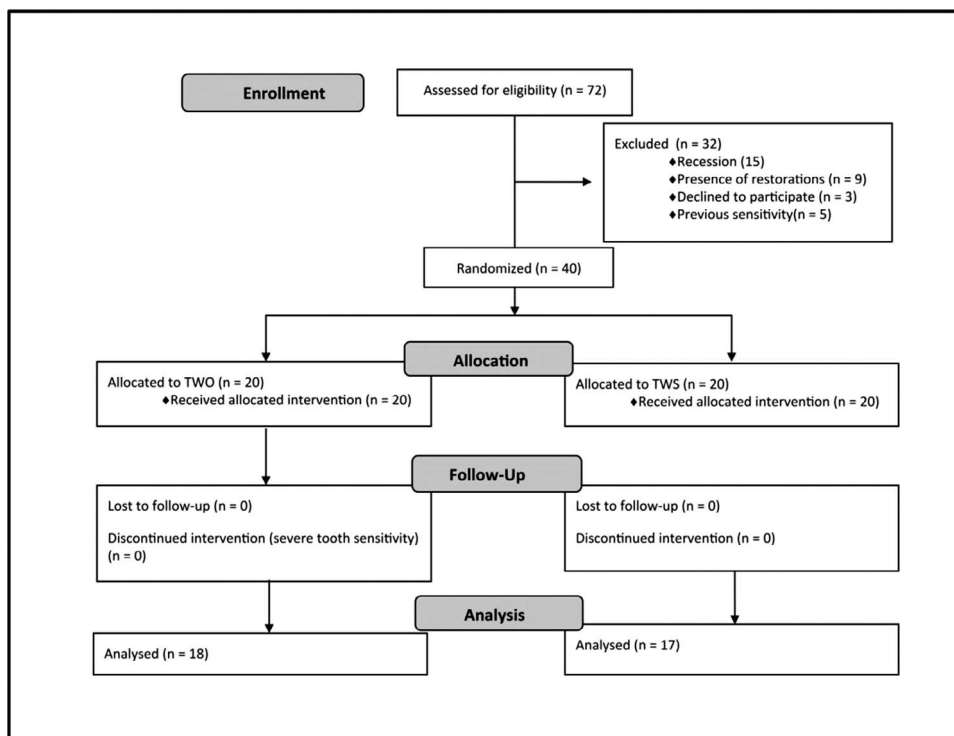 Enrollment
Assessed for eligibility (n = 72)
Excluded (n = 32)
♦Recession (15)
♦Presence of restorations (n = 9)
♦Declined to participate (n = 3)
♦Previous sensitivity(n = 5)
Randomized (n = 40)
Allocation
Allocated to TWO (n = 20)
♦Received allocated intervention (n = 20)
Allocated to TWS (n = 20)
♦Received allocated intervention (n = 20)
Follow-Up
Lost to follow-up (n = 0)
Discontinued intervention (severe tooth sensitivity)
(n = 0)
Lost to follow-up (n = 0)
Discontinued intervention (n = 0)
Analysis
Analysed (n = 18)
Analysed (n = 17)